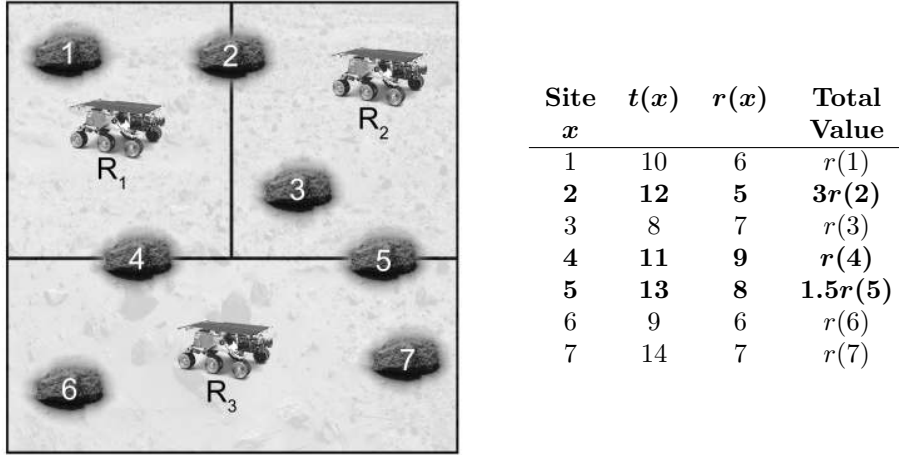 1
2
R2
R1
3
4
5
7
6
R3
Site t(x) r(x) Total
x Value
1 10 6 r(1)
2 12 5 3r(2)
3 8 7 r(3)
4 11 9 r(4)
5 13 8 1.5r(5)
6 9 6 r(6)
7 14 7 r(7)